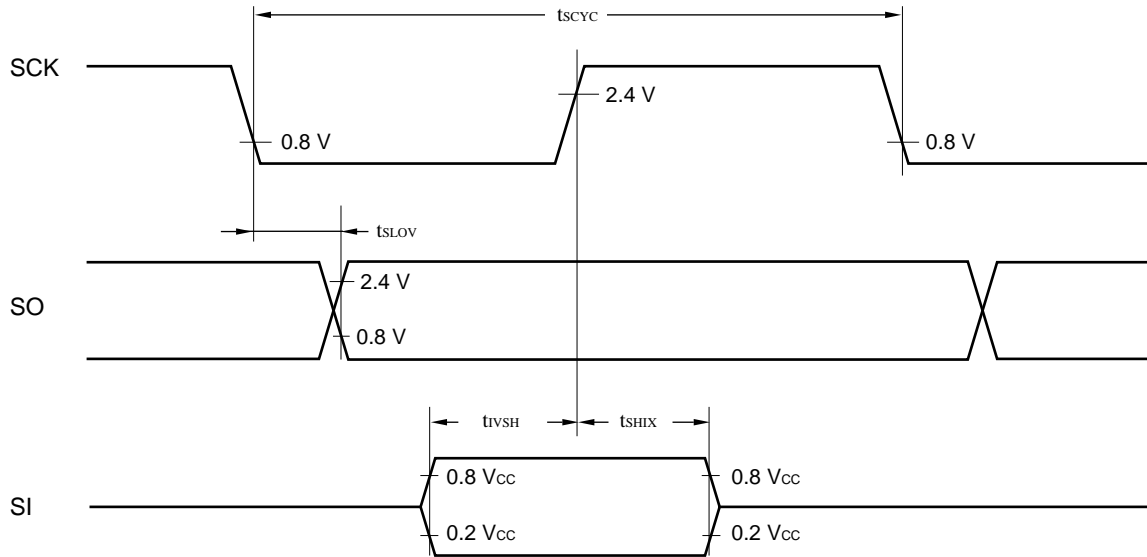 tSCYC
SCK
2.4 V
0.8 V
0.8 V
tSLOV
2.4 V
SO
0.8 V
tIVSH
tSHIX
0.8 VCC
0.8 VCC
SI
0.2 VCC
0.2 VCC